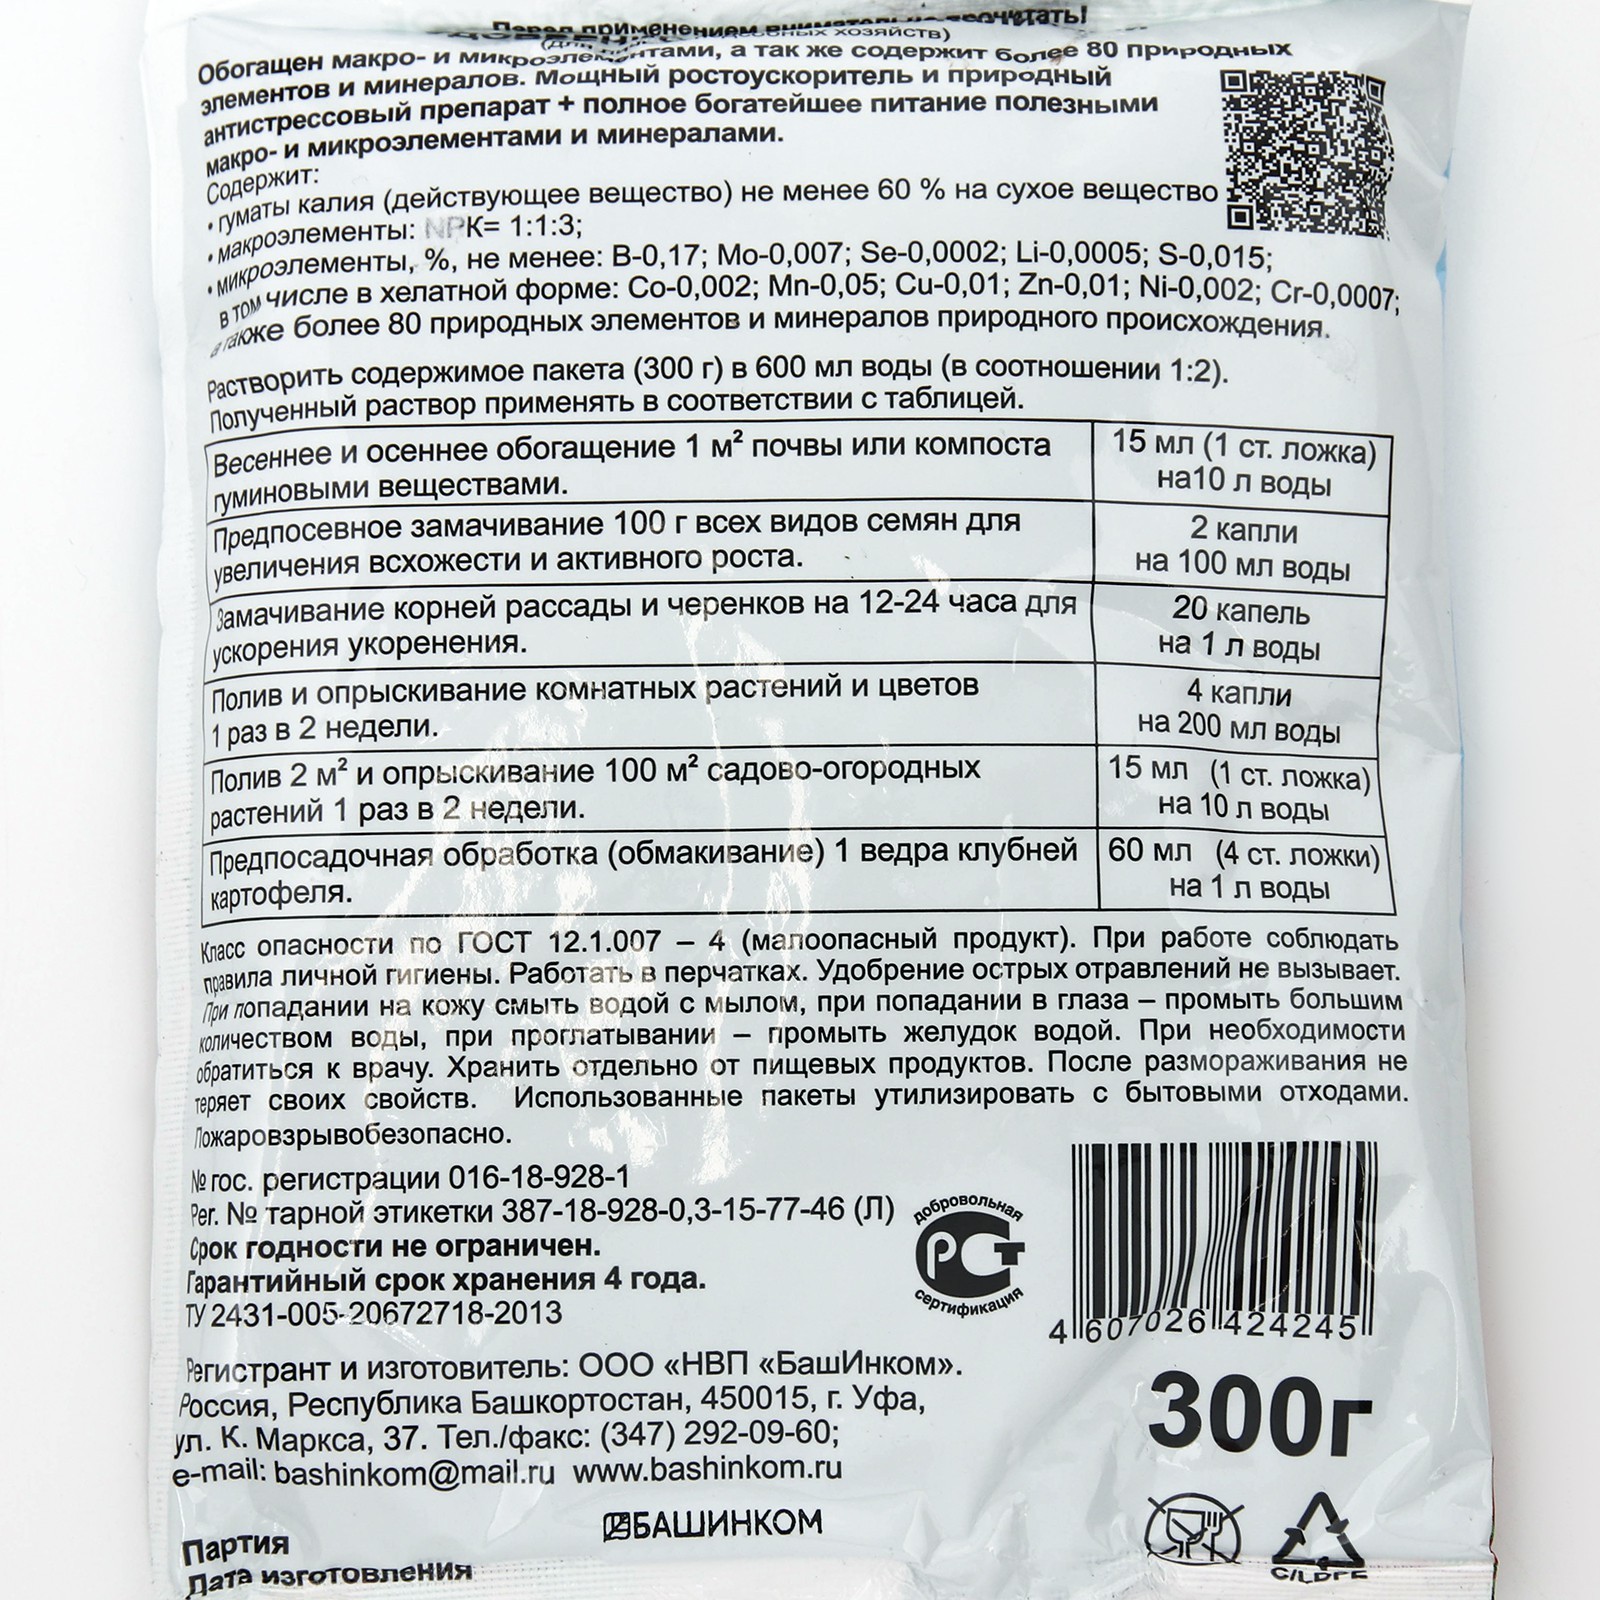 Перед применением внимательно прочитать!
хозяйств)
Обогащен макро- и микроэлементами, а так же содержит более 80 природных
элементов и минералов. Мощный ростоускоритель и природный
антистрессовый препарат + полное богатейшее питание полезными
макро- и микроэлементами и минералами.
Содержит:
• гуматы калия (действующее вещество) не менее 60 % на сухое вещество
• макроэлементы: NPK= 1:1:3;
• микроэлементы, %, не менее: B-0,17; Mo-0,007; Se-0,0002; Li-0,0005; S-0,015;
в том числе в хелатной форме: Co-0,002; Mn-0,05; Cu-0,01; Zn-0,01; Ni-0,002; Cr-0,0007;
а также более 80 природных элементов и минералов природного происхождения.
Растворить содержимое пакета (300 г) в 600 мл воды (в соотношении 1:2).
Полученный раствор применять в соответствии с таблицей.
Весеннее и осеннее обогащение 1 м² почвы или компоста
гуминовыми веществами.
15 мл (1 ст. ложка)
на10 л воды
Предпосевное замачивание 100 г всех видов семян для
увеличения всхожести и активного роста.
2 капли
на 100 мл воды
Замачивание корней рассады и черенков на 12-24 часа для
ускорения укоренения.
20 капель
на 1 л воды
Полив и опрыскивание комнатных растений и цветов
1 раз в 2 недели.
4 капли
на 200 мл воды
Полив 2 м² и опрыскивание 100 м² садово-огородных
растений 1 раз в 2 недели.
15 мл (1 ст. ложка)
на 10 л воды
Предпосадочная обработка (обмакивание) 1 ведра клубней
картофеля.
60 мл (4 ст. ложки)
на 1 л воды
Класс опасности по ГОСТ 12.1.007 – 4 (малоопасный продукт). При работе соблюдать
правила личной гигиены. Работать в перчатках. Удобрение острых отравлений не вызывает.
При попадании на кожу смыть водой с мылом, при попадании в глаза – промыть большим
количеством воды, при проглатывании – промыть желудок водой. При необходимости
обратиться к врачу. Хранить отдельно от пищевых продуктов. После размораживания не
теряет своих свойств. Использованные пакеты утилизировать с бытовыми отходами.
Пожаровзрывобезопасно.
№ гос. регистрации 016-18-928-1
Рег. № тарной этикетки 387-18-928-0,3-15-77-46 (Л)
Срок годности не ограничен.
Гарантийный срок хранения 4 года.
ТУ 2431-005-20672718-2013
добровольная
РСТ
сертификация
4 607026 424245
Регистрант и изготовитель: ООО «НВП «БашИнком».
Россия, Республика Башкортостан, 450015, г. Уфа,
ул. К. Маркса, 37. Тел./факс: (347) 292-09-60;
e-mail: bashinkom@mail.ru www.bashinkom.ru
300г
БАШИНКОМ
Партия
Дата изготовления
C/LDPE